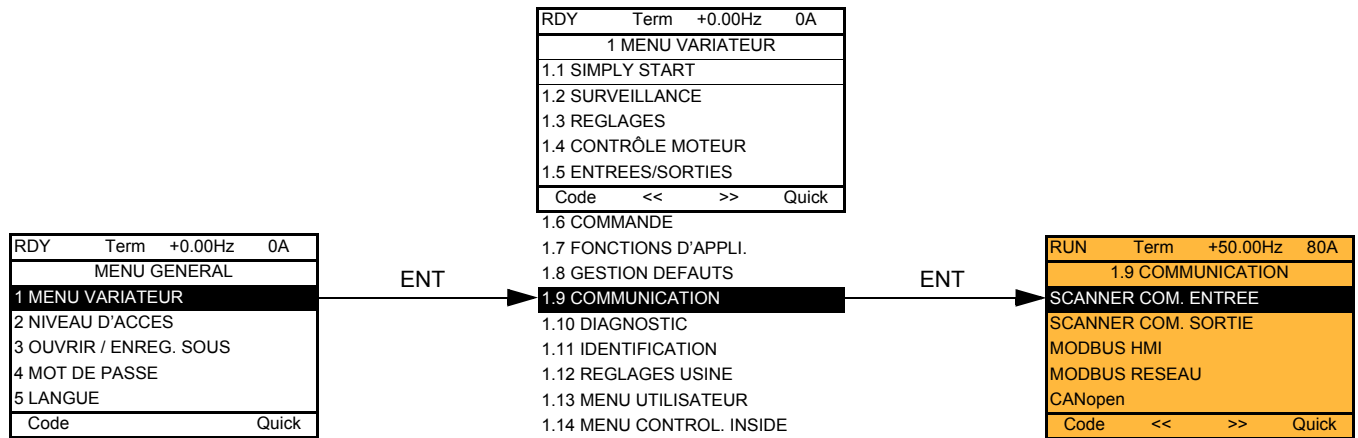 RDY Term +0.00Hz 0A
1 MENU VARIATEUR
1.1 SIMPLY START
1.2 SURVEILLANCE
1.3 REGLAGES
1.4 CONTRÔLE MOTEUR
1.5 ENTREES/SORTIES
Code << >> Quick
1.6 COMMANDE
1.7 FONCTIONS D'APPLI.
1.8 GESTION DEFAUTS
1.9 COMMUNICATION
1.10 DIAGNOSTIC
1.11 IDENTIFICATION
1.12 REGLAGES USINE
1.13 MENU UTILISATEUR
1.14 MENU CONTROL. INSIDE
RDY Term +0.00Hz 0A
MENU GENERAL
1 MENU VARIATEUR
2 NIVEAU D'ACCES
3 OUVRIR / ENREG. SOUS
4 MOT DE PASSE
5 LANGUE
Code Quick
ENT
ENT
RUN Term +50.00Hz 80A
1.9 COMMUNICATION
SCANNER COM. ENTREE
SCANNER COM. SORTIE
MODBUS HMI
MODBUS RESEAU
CANopen
Code << >> Quick